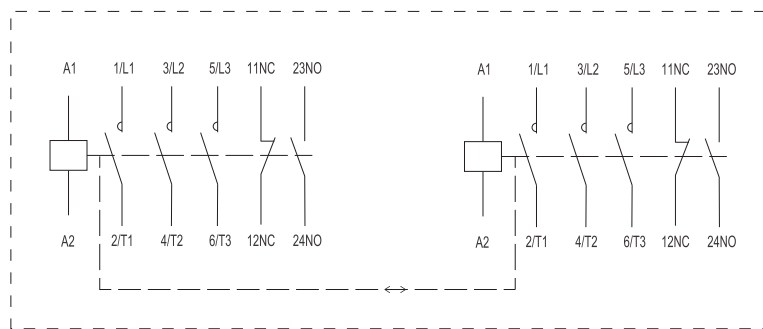 A1 1/L1 3/L2 5/L3 11NC 23NO A1 1/L1 3/L2 5/L3 11NC 23NO
A2 2/T1 4/T2 6/T3 12NC 24NO A2 2/T1 4/T2 6/T3 12NC 24NO